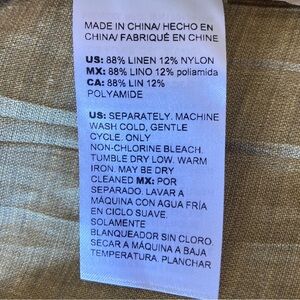 MADE IN CHINA/ HECHO EN
CHINA/ FABRIQUÉ EN CHINE
US: 88% LINEN 12% NYLON
MX: 88% LINO 12% poliamida
CA: 88% LIN 12%
POLYAMIDE
US: SEPARATELY. MACHINE
WASH COLD, GENTLE
CYCLE. ONLY
NON-CHLORINE BLEACH.
TUMBLE DRY LOW. WARM
IRON. MAY BE DRY
CLEANED MX: POR
SEPARADO. LAVAR A
MÁQUINA CON AGUA FRÍA
EN CICLO SUAVE.
SOLAMENTE
BLANQUEADOR SIN CLORO.
SECAR A MÁQUINA A BAJA
TEMPERATURA. PLANCHAR